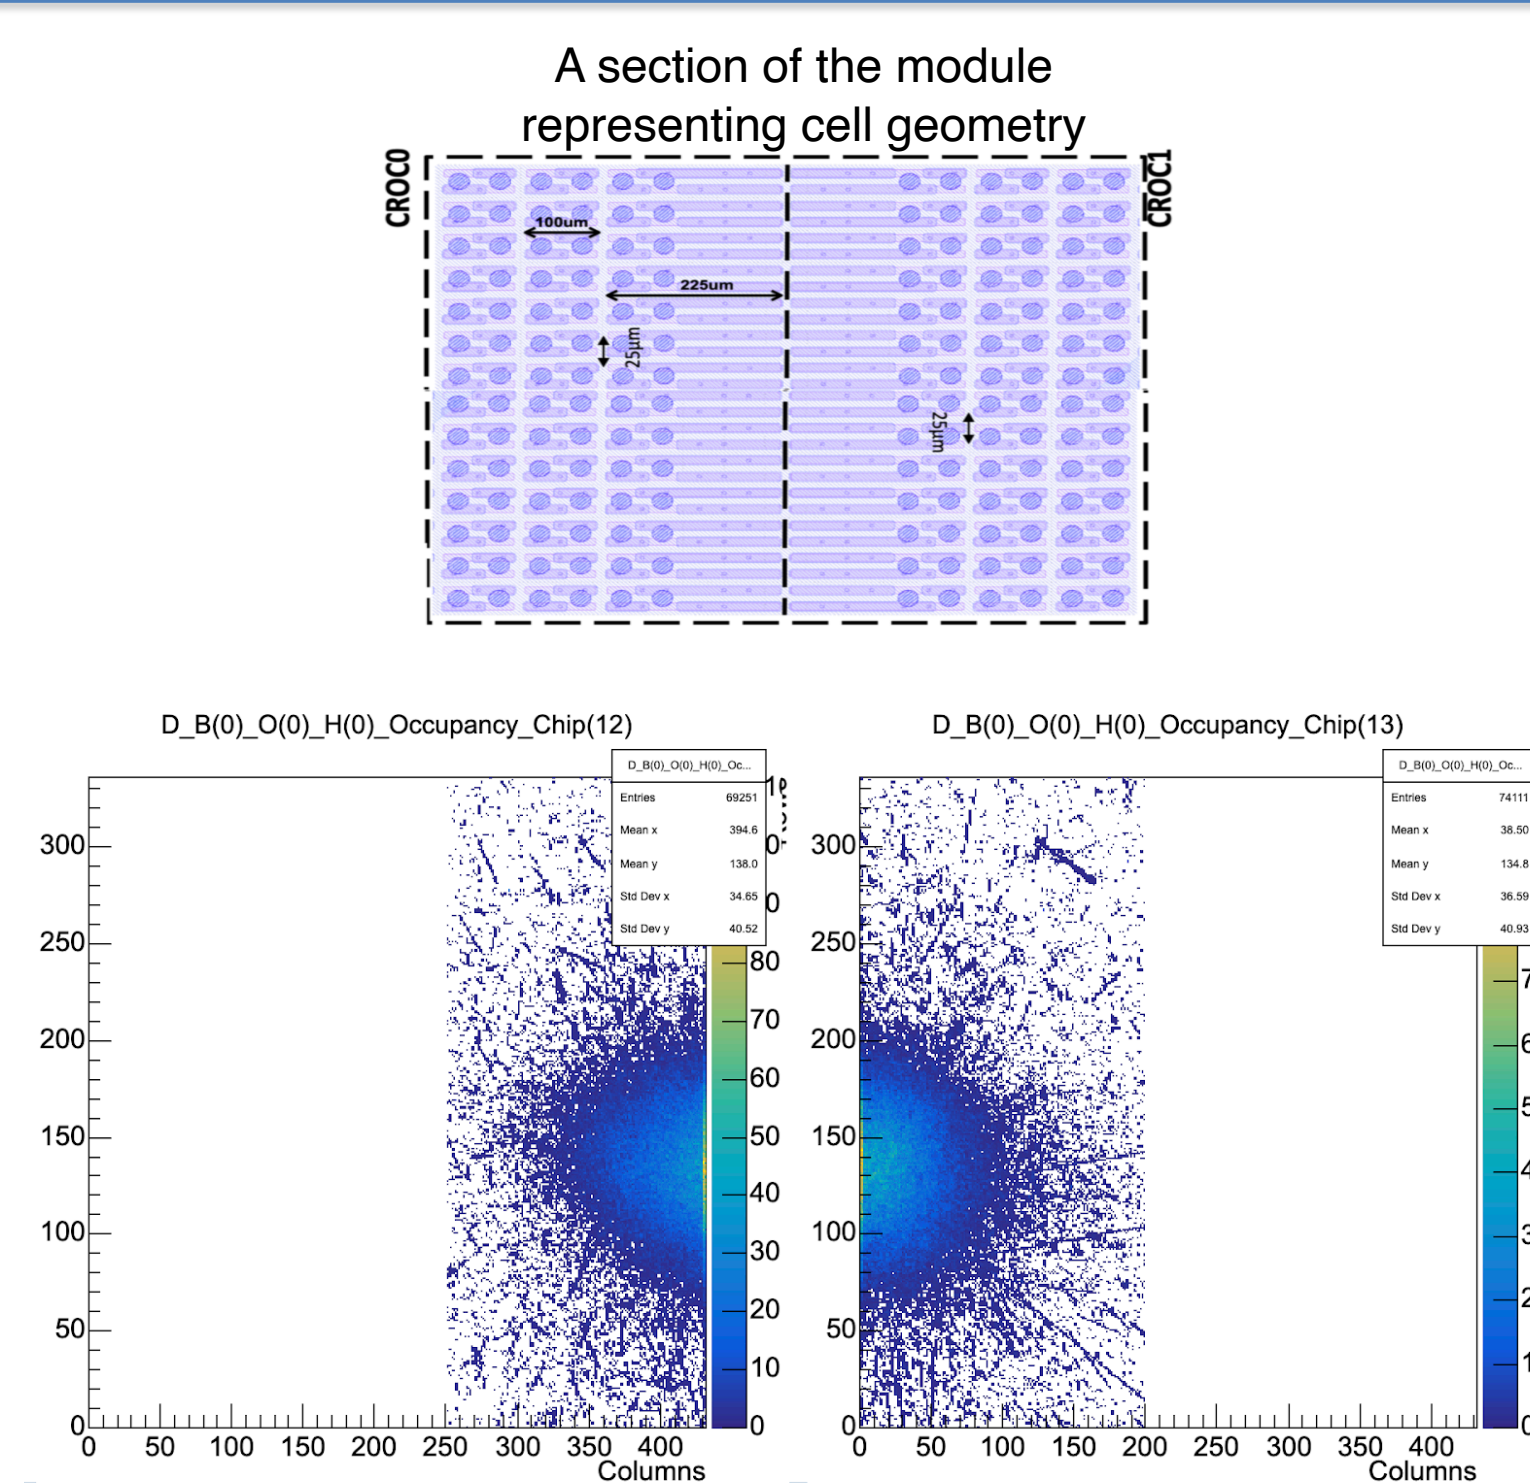 A section of the module
representing cell geometry
CROC0
CROC1
100um
225um
25µm
25µm
D_B(0)_O(0)_H(0)_Occupancy_Chip(12)
D_B(0)_O(0)_H(0)_Oc...
Entries 69251
Mean x 394.6
Mean y 138.0
Std Dev x 34.65
Std Dev y 40.52
300
250
200
150
100
50
0
0 50 100 150 200 250 300 350 400
Columns
80
70
60
50
40
30
20
10
0
D_B(0)_O(0)_H(0)_Occupancy_Chip(13)
D_B(0)_O(0)_H(0)_Oc...
Entries 74111
Mean x 38.50
Mean y 134.8
Std Dev x 36.59
Std Dev y 40.93
300
250
200
150
100
50
0
0 50 100 150 200 250 300 350 400
Columns